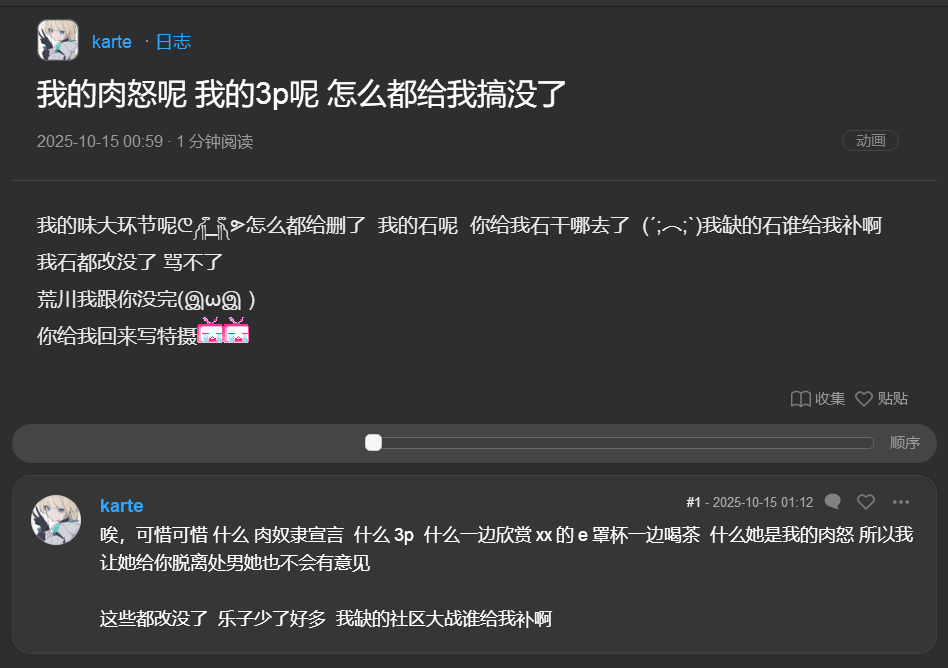 karte · 日志
我的肉怒呢 我的3p呢 怎么都给我搞没了
2025-10-15 00:59 · 1 分钟阅读
动画
我的味大环节呢 怎么都给删了 我的石呢 你给我石干哪去了 (´;︵;`)我缺的石谁给我补啊
我石都改没了 骂不了
荒川我跟你没完(இωஇ )
你给我回来写特摄
收集 贴贴
顺序
karte
#1 - 2025-10-15 01:12
唉，可惜可惜 什么 肉奴隶宣言 什么 3p 什么一边欣赏 xx 的 e 罩杯一边喝茶 什么她是我的肉怒 所以我
让她给你脱离处男她也不会有意见
这些都改没了 乐子少了好多 我缺的社区大战谁给我补啊